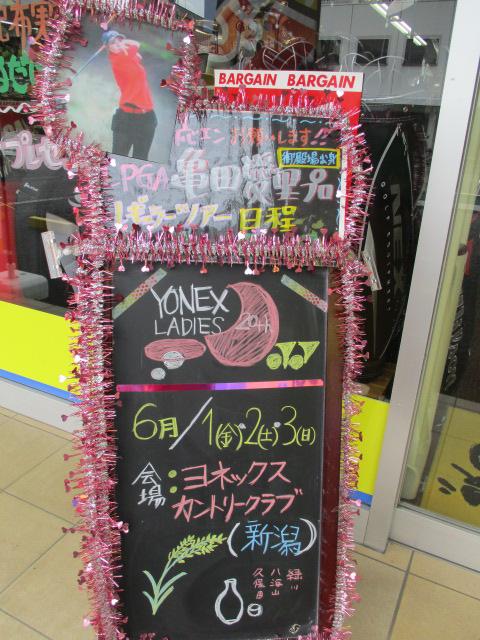 BARGAIN BARGAIN
応エンお願いします!!
御殿場出身
LPGA 亀田愛里プロ
レギュラーツアー日程
YONEX
LADIES 20th
6月/1(金)・2(土)・3(日)
会場:ヨネックス
カントリークラブ
(新潟)
緑川
八海山
久保田